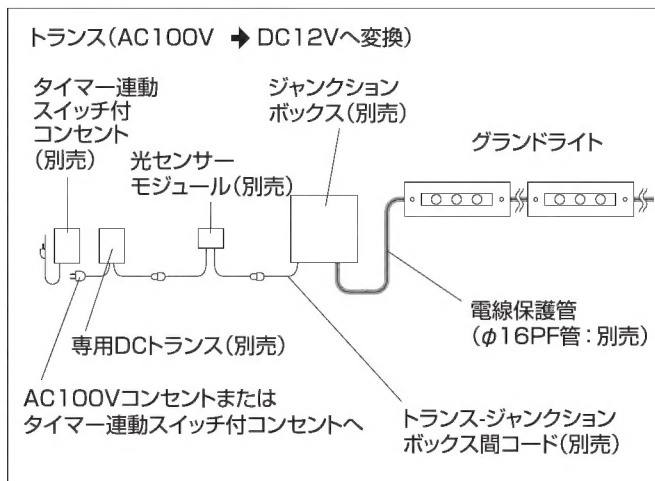 トランス(AC100V ➔ DC12Vへ変換)
タイマー連動
スイッチ付
コンセント
(別売)
光センサー
モジュール(別売)
ジャンクション
ボックス(別売)
グランドライト
専用DCトランス(別売)
AC100Vコンセントまたは
タイマー連動スイッチ付コンセントへ
電線保護管
(φ16PF管：別売)
トランス-ジャンクション
ボックス間コード(別売)